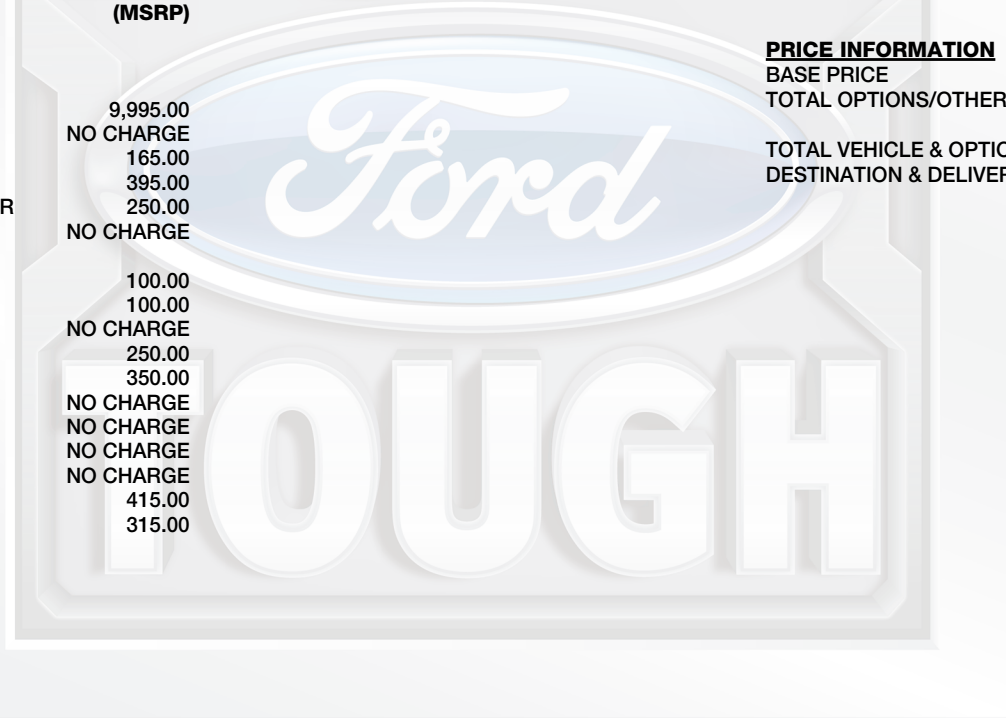 (MSRP)
9,995.00
NO CHARGE
165.00
395.00
R 250.00
NO CHARGE
100.00
100.00
NO CHARGE
250.00
350.00
NO CHARGE
NO CHARGE
NO CHARGE
NO CHARGE
415.00
315.00
PRICE INFORMATION
BASE PRICE
TOTAL OPTIONS/OTHER
TOTAL VEHICLE & OPTIO
DESTINATION & DELIVER
Ford
TOUGH